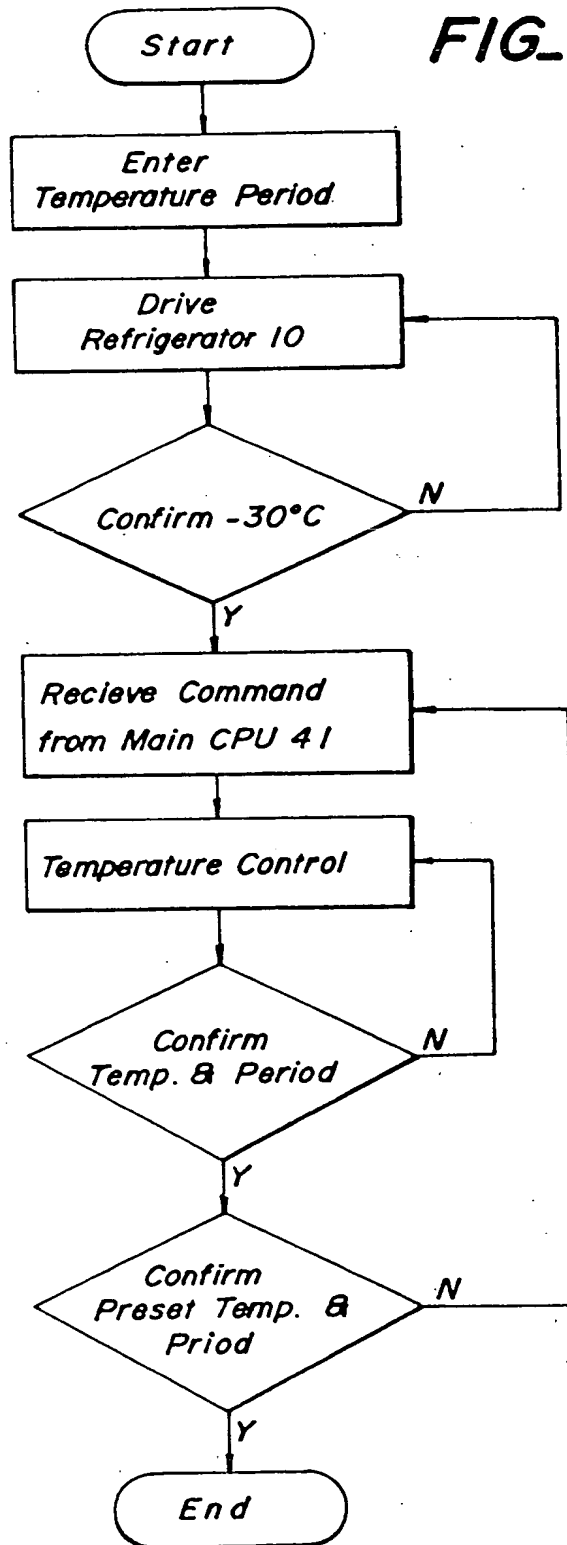 FIG_
Start
Enter
Temperature Period
Drive
Refrigerator 10
Confirm -30°C
N
Y
Recieve Command
from Main CPU 41
Temperature Control
Confirm
Temp. & Period
N
Y
Confirm
Preset Temp. &
Priod
N
Y
End